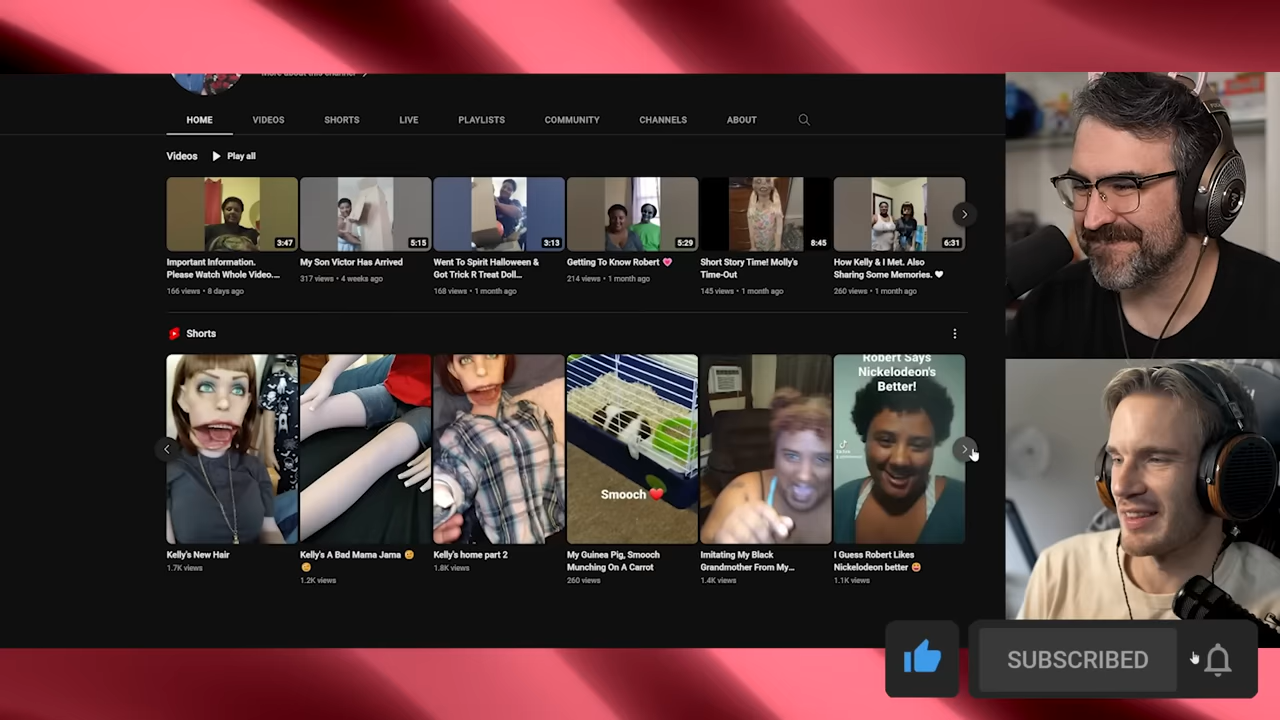 More about this channel
HOME
VIDEOS
SHORTS
LIVE
PLAYLISTS
COMMUNITY
CHANNELS
ABOUT
Videos
Play all
3:47
5:15
3:13
5:29
8:45
6:31
Important Information.
Please Watch Whole Video....
166 views • 8 days ago
My Son Victor Has Arrived
317 views • 4 weeks ago
Went To Spirit Halloween &
Got Trick R Treat Doll...
168 views • 1 month ago
Getting To Know Robert 💗
214 views • 1 month ago
Short Story Time! Molly's
Time-Out
145 views • 1 month ago
How Kelly & I Met. Also
Sharing Some Memories. 🤍
260 views • 1 month ago
Shorts
Smooch ❤️
Robert Says
Nickelodeon's
Better!
Kelly's New Hair
1.7K views
Kelly's A Bad Mama Jama
1.2K views
Kelly's home part 2
1.8K views
My Guinea Pig, Smooch
Munching On A Carrot
260 views
Imitating My Black
Grandmother From My...
1.4K views
I Guess Robert Likes
Nickelodeon better
1.1K views
SUBSCRIBED